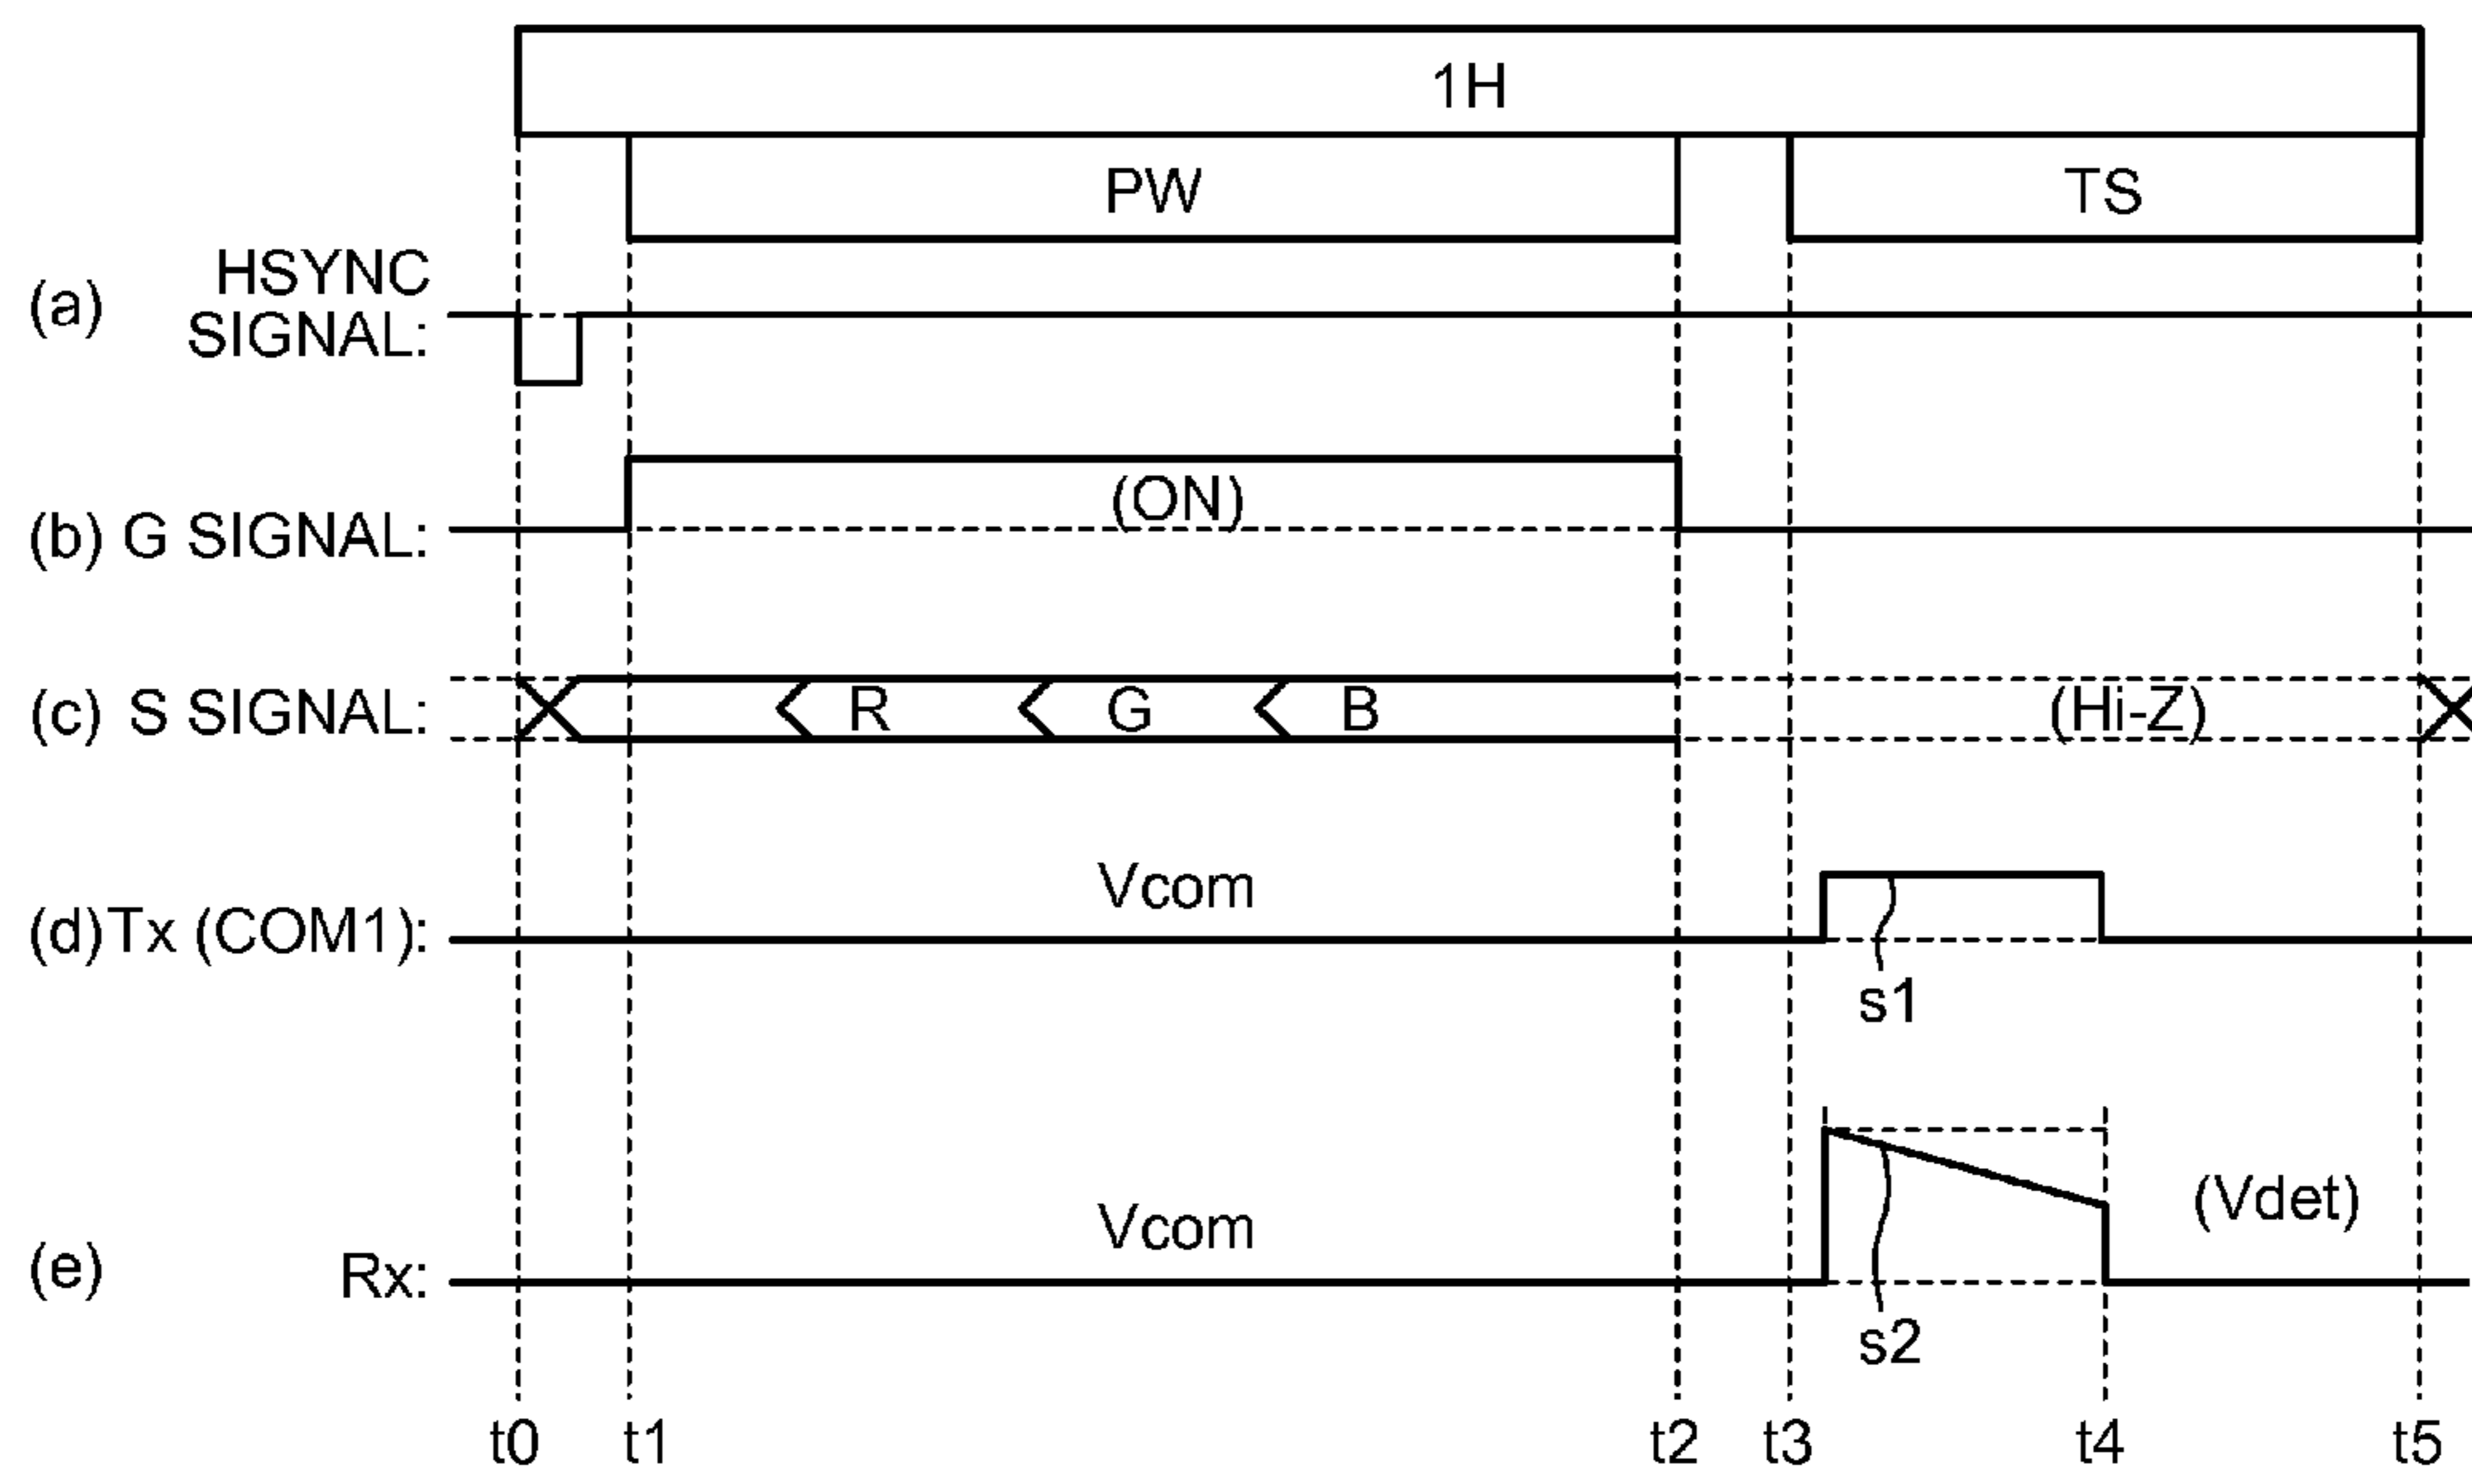 1H
PW TS
(a) HSYNC SIGNAL:
(b) G SIGNAL: (ON)
(c) S SIGNAL: R G B (Hi-Z)
(d) Tx (COM1): Vcom
s1
(e) Rx: Vcom (Vdet)
s2
t0 t1 t2 t3 t4 t5